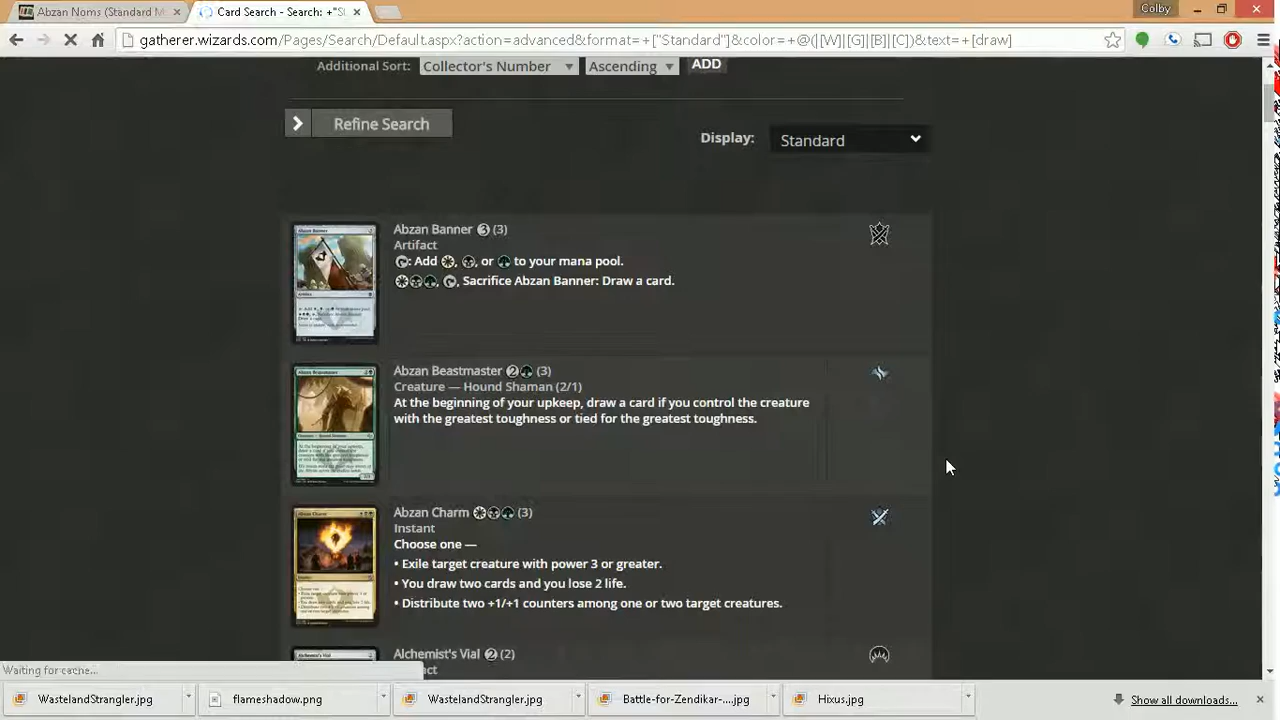 Abzan Noms (Standard M
Card Search - Search: +"St
Colby
gatherer.wizards.com/Pages/Search/Default.aspx?action=advanced&format=+["Standard"]&color=+@(|[W]|[G]|[B]|[C])&text=+[draw]
Additional Sort: Collector's Number Ascending ADD
Refine Search
Display: Standard
Abzan Banner 3 (3)
Artifact
: Add , , or to your mana pool.
, , Sacrifice Abzan Banner: Draw a card.
Abzan Beastmaster 2 (3)
Creature — Hound Shaman (2/1)
At the beginning of your upkeep, draw a card if you control the creature
with the greatest toughness or tied for the greatest toughness.
Abzan Charm (3)
Instant
Choose one —
• Exile target creature with power 3 or greater.
• You draw two cards and you lose 2 life.
• Distribute two +1/+1 counters among one or two target creatures.
Alchemist's Vial 2 (2)
Waiting for cache...
WastelandStrangler.jpg
flameshadow.png
WastelandStrangler.jpg
Battle-for-Zendikar-...jpg
Hixus.jpg
Show all downloads...